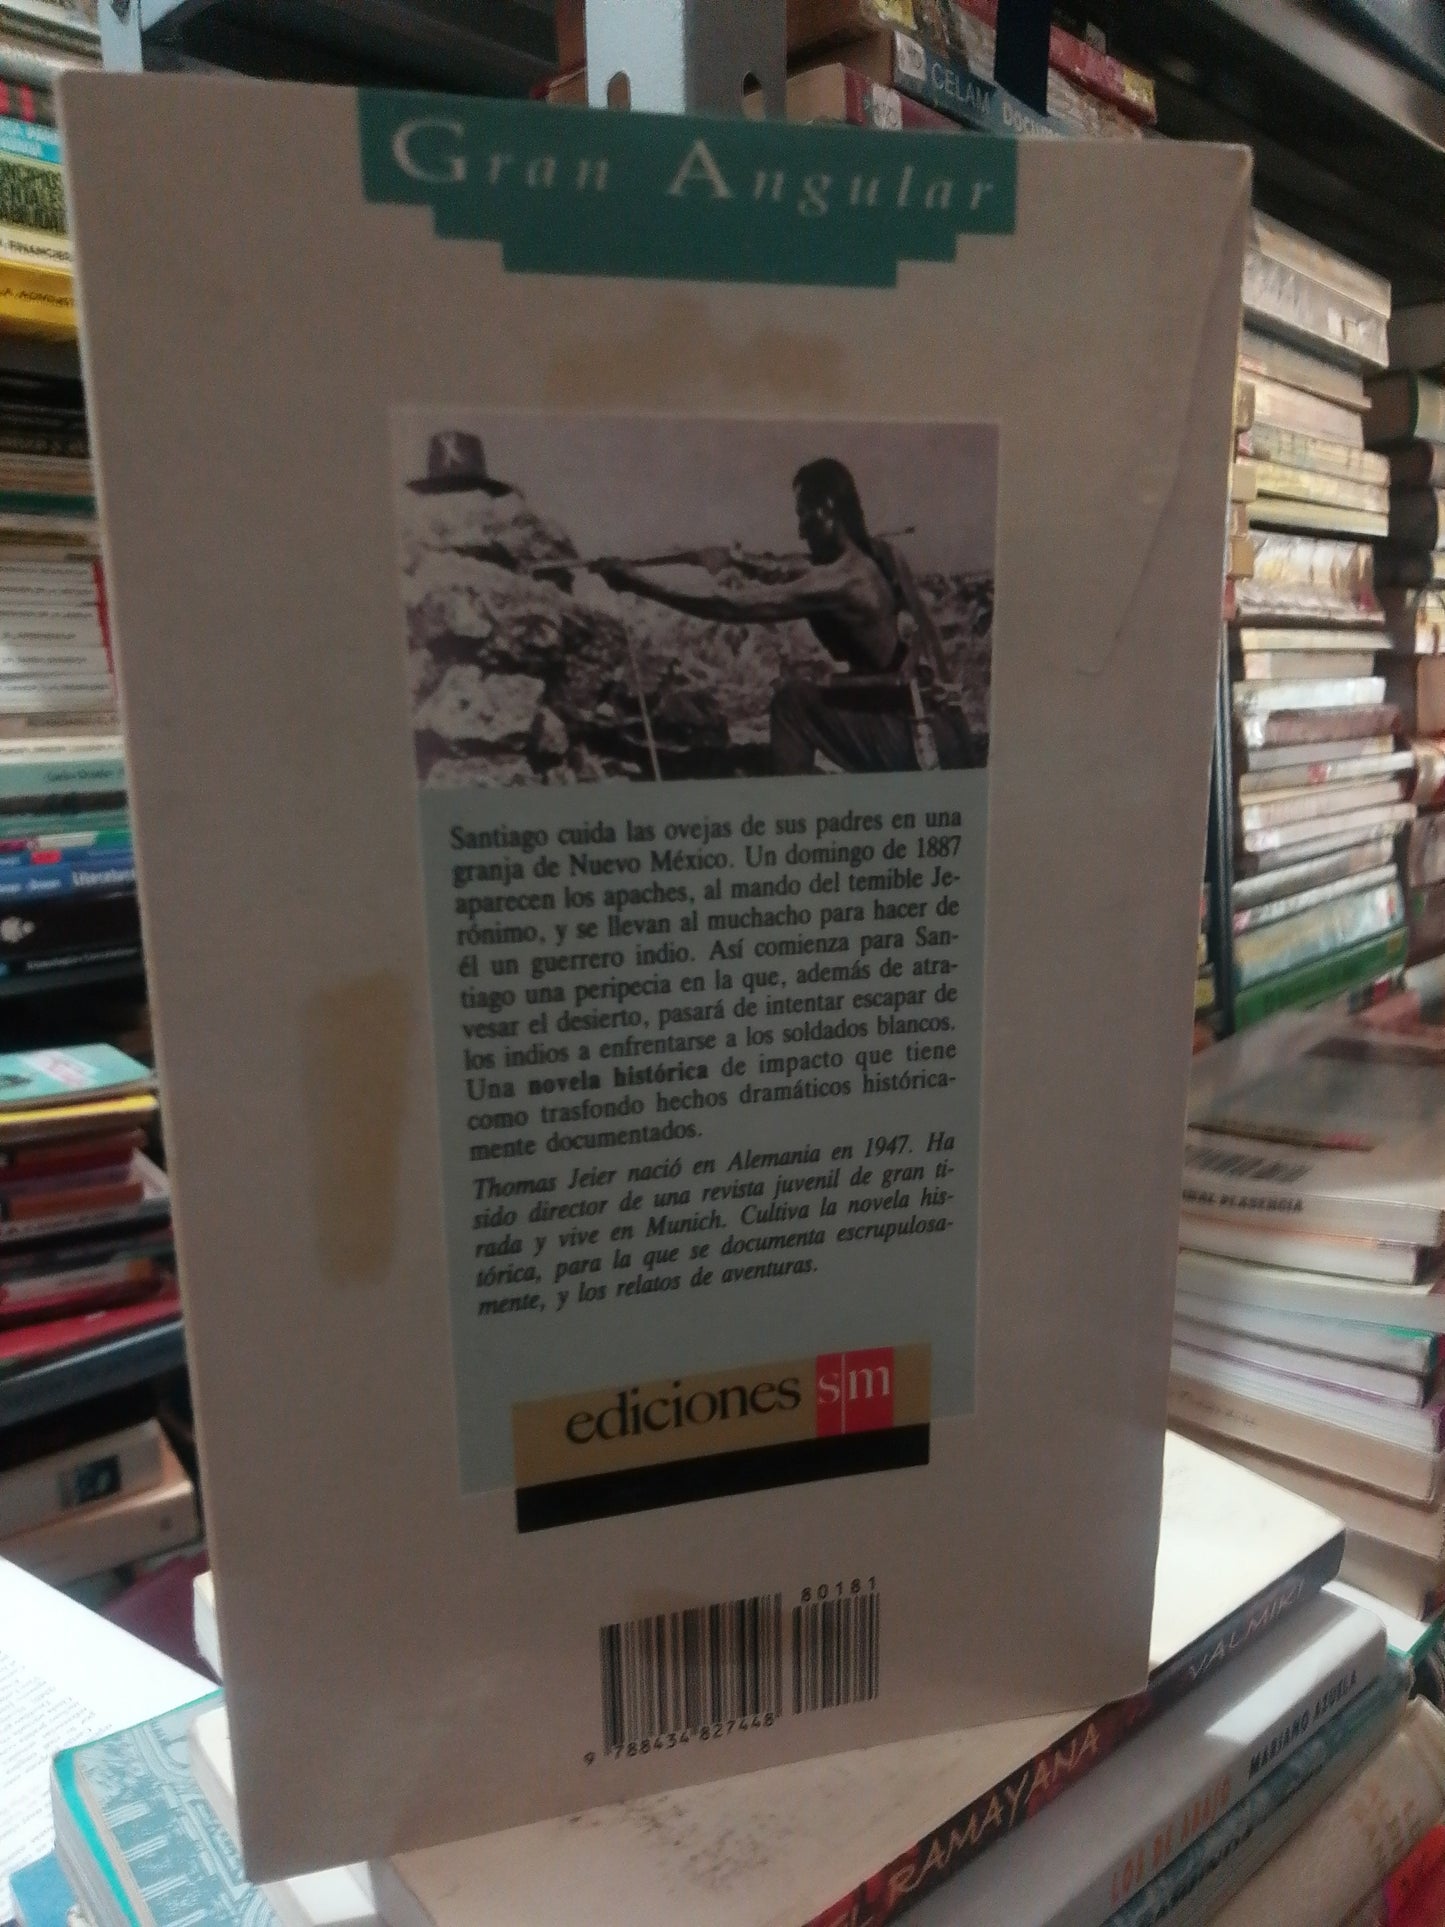 CELAM
DOCUM
Gran Angular
Santiago cuida las ovejas de sus padres en una
granja de Nuevo México. Un domingo de 1887
aparecen los apaches, al mando del temible Je-
rónimo, y se llevan al muchacho para hacer de
él un guerrero indio. Así comienza para San-
tiago una peripecia en la que, además de atra-
vesar el desierto, pasará de intentar escapar de
los indios a enfrentarse a los soldados blancos.
Una novela histórica de impacto que tiene
como trasfondo hechos dramáticos histórica-
mente documentados.
Thomas Jeier nació en Alemania en 1947. Ha
sido director de una revista juvenil de gran ti-
rada y vive en Munich. Cultiva la novela his-
tórica, para la que se documenta escrupulosa-
mente, y los relatos de aventuras.
ediciones sm
80181
9 788434 827448
VALMIKI
EL RAMAYANA
MARIANO AZUELA
LOS DE ABAJO